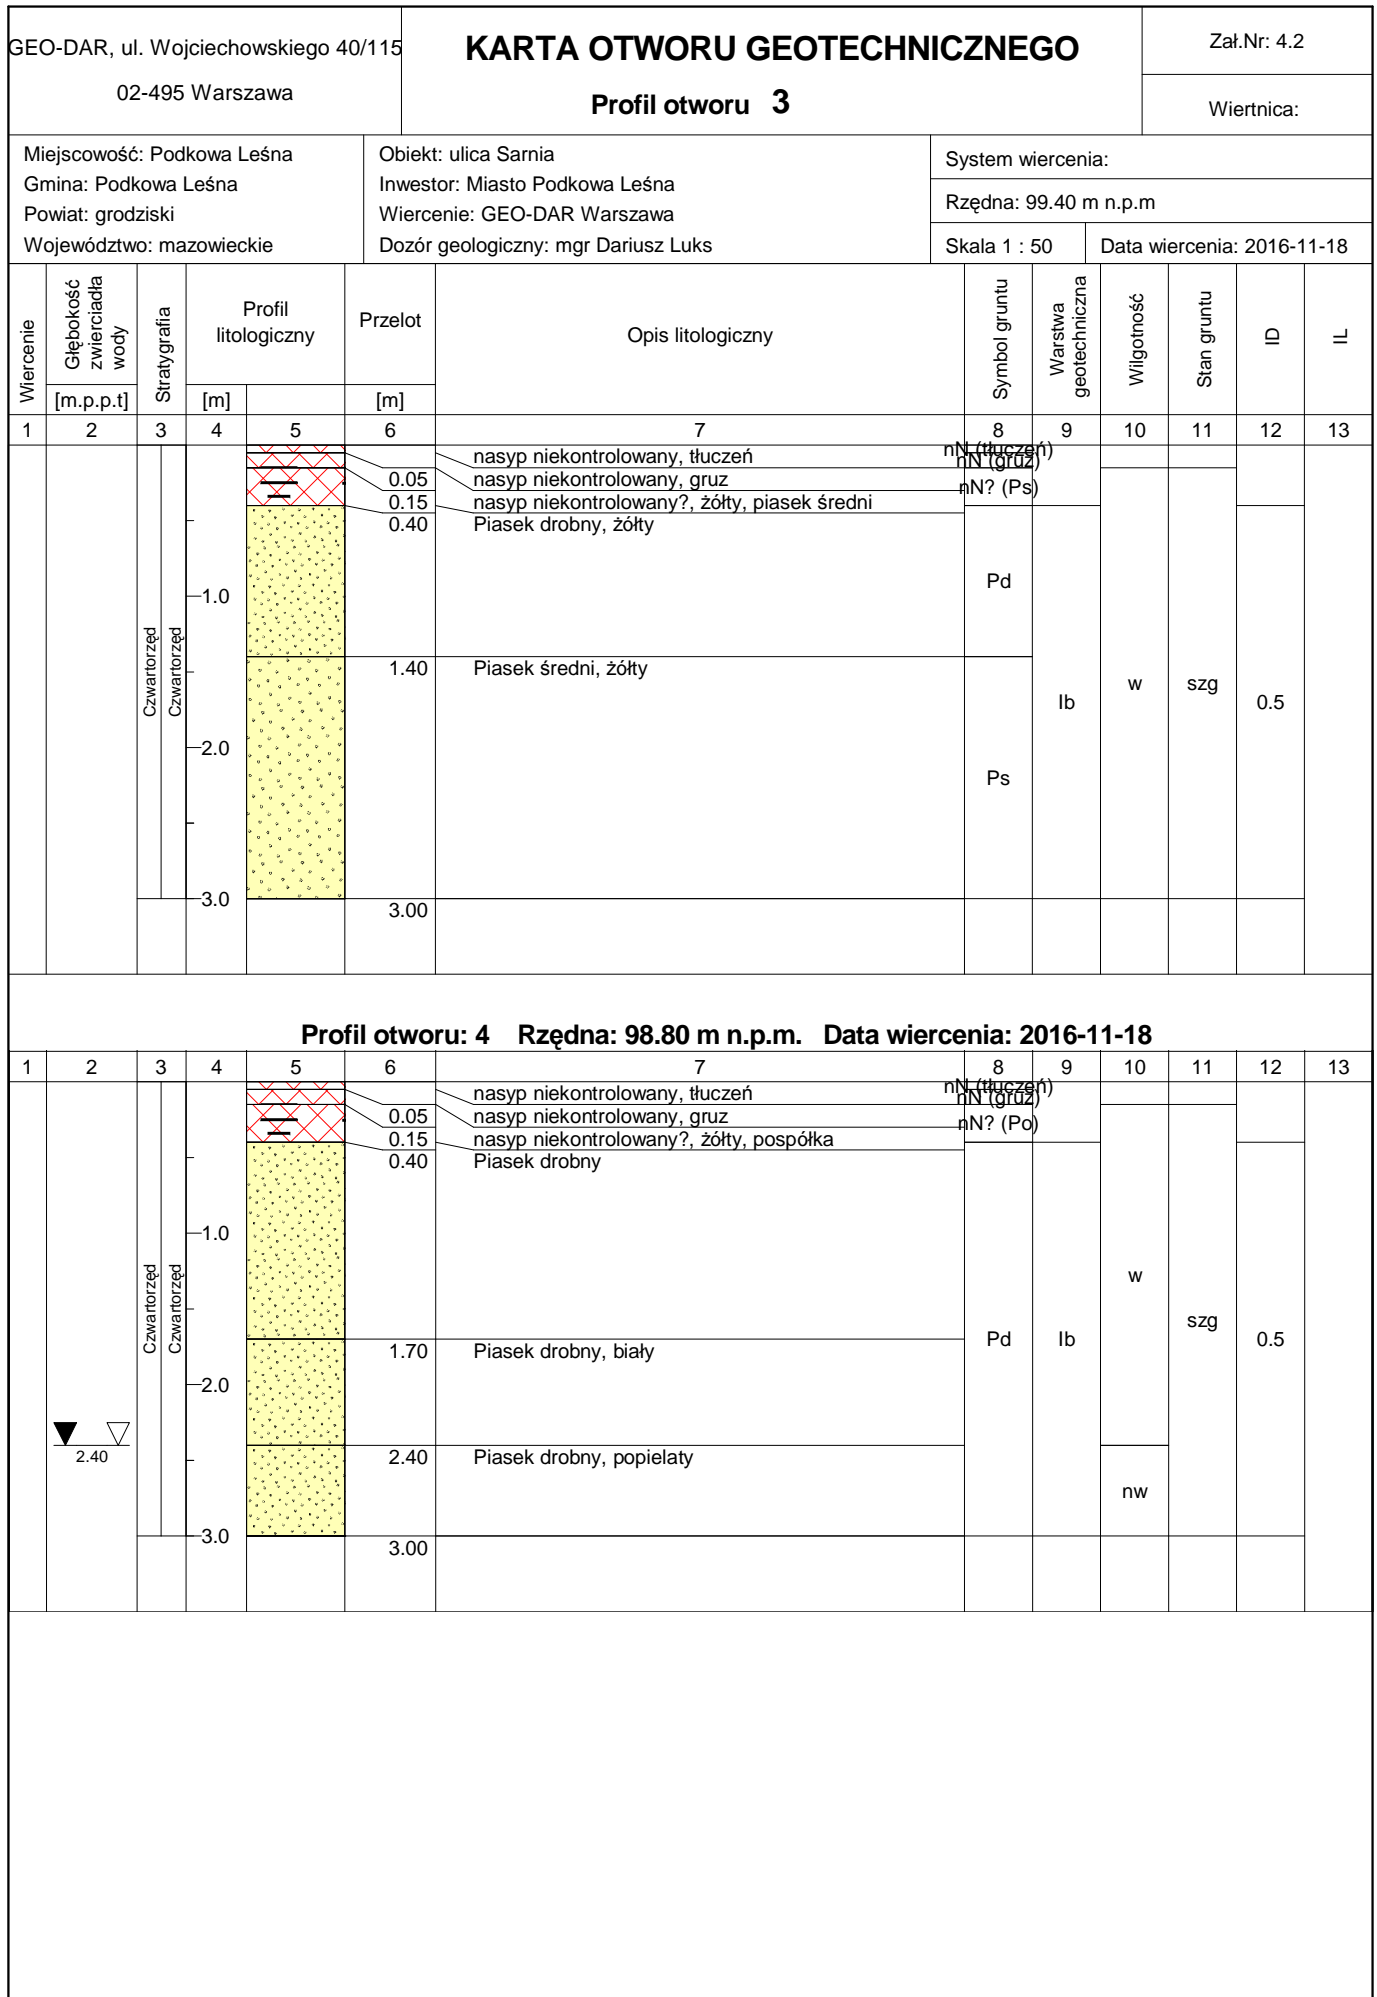 GEO-DAR, ul. Wojciechowskiego 40/115
02-495 Warszawa
KARTA OTWORU GEOTECHNICZNEGO
Profil otworu 3
Zał.Nr: 4.2
Wiertnica:
Miejscowość: Podkowa Leśna
Gmina: Podkowa Leśna
Powiat: grodziski
Województwo: mazowieckie
Obiekt: ulica Sarnia
Inwestor: Miasto Podkowa Leśna
Wiercenie: GEO-DAR Warszawa
Dozór geologiczny: mgr Dariusz Luks
System wiercenia:
Rzędna: 99.40 m n.p.m
Skala 1 : 50
Data wiercenia: 2016-11-18
Wiercenie
Głębokość
zwierciadła
wody
[m.p.p.t]
Stratygrafia
Profil
litologiczny
[m]
Przelot
[m]
Opis litologiczny
Symbol gruntu
Warstwa
geotechniczna
Wilgotność
Stan gruntu
ID
IL
1 2 3 4 5 6 7 8 9 10 11 12 13
nasyp niekontrolowany, tłuczeń nN (tłuczeń)
0.05 nasyp niekontrolowany, gruz nN (gruz)
0.15 nasyp niekontrolowany?, żółty, piasek średni nN? (Ps)
0.40 Piasek drobny, żółty
Pd
1.0
Czwartorzęd
Czwartorzęd
1.40 Piasek średni, żółty
Ib w szg 0.5
2.0
Ps
3.0
3.00
Profil otworu: 4 Rzędna: 98.80 m n.p.m. Data wiercenia: 2016-11-18
1 2 3 4 5 6 7 8 9 10 11 12 13
nasyp niekontrolowany, tłuczeń nN (tłuczeń)
0.05 nasyp niekontrolowany, gruz nN (gruz)
0.15 nasyp niekontrolowany?, żółty, pospółka nN? (Po)
0.40 Piasek drobny
1.0
Czwartorzęd
Czwartorzęd
w
szg
1.70 Piasek drobny, biały
Pd Ib 0.5
2.0
2.40
2.40 Piasek drobny, popielaty
nw
3.0
3.00